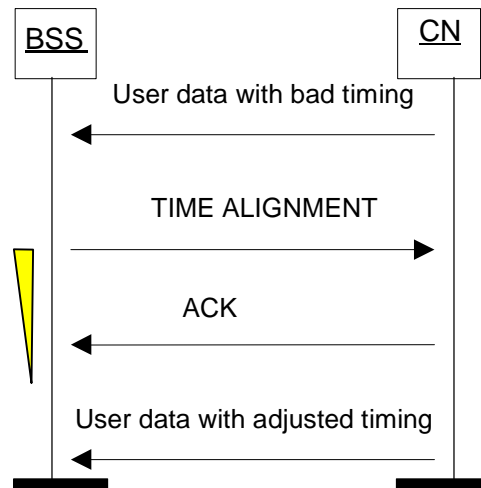 BSS
CN
User data with bad timing
TIME ALIGNMENT
ACK
User data with adjusted timing